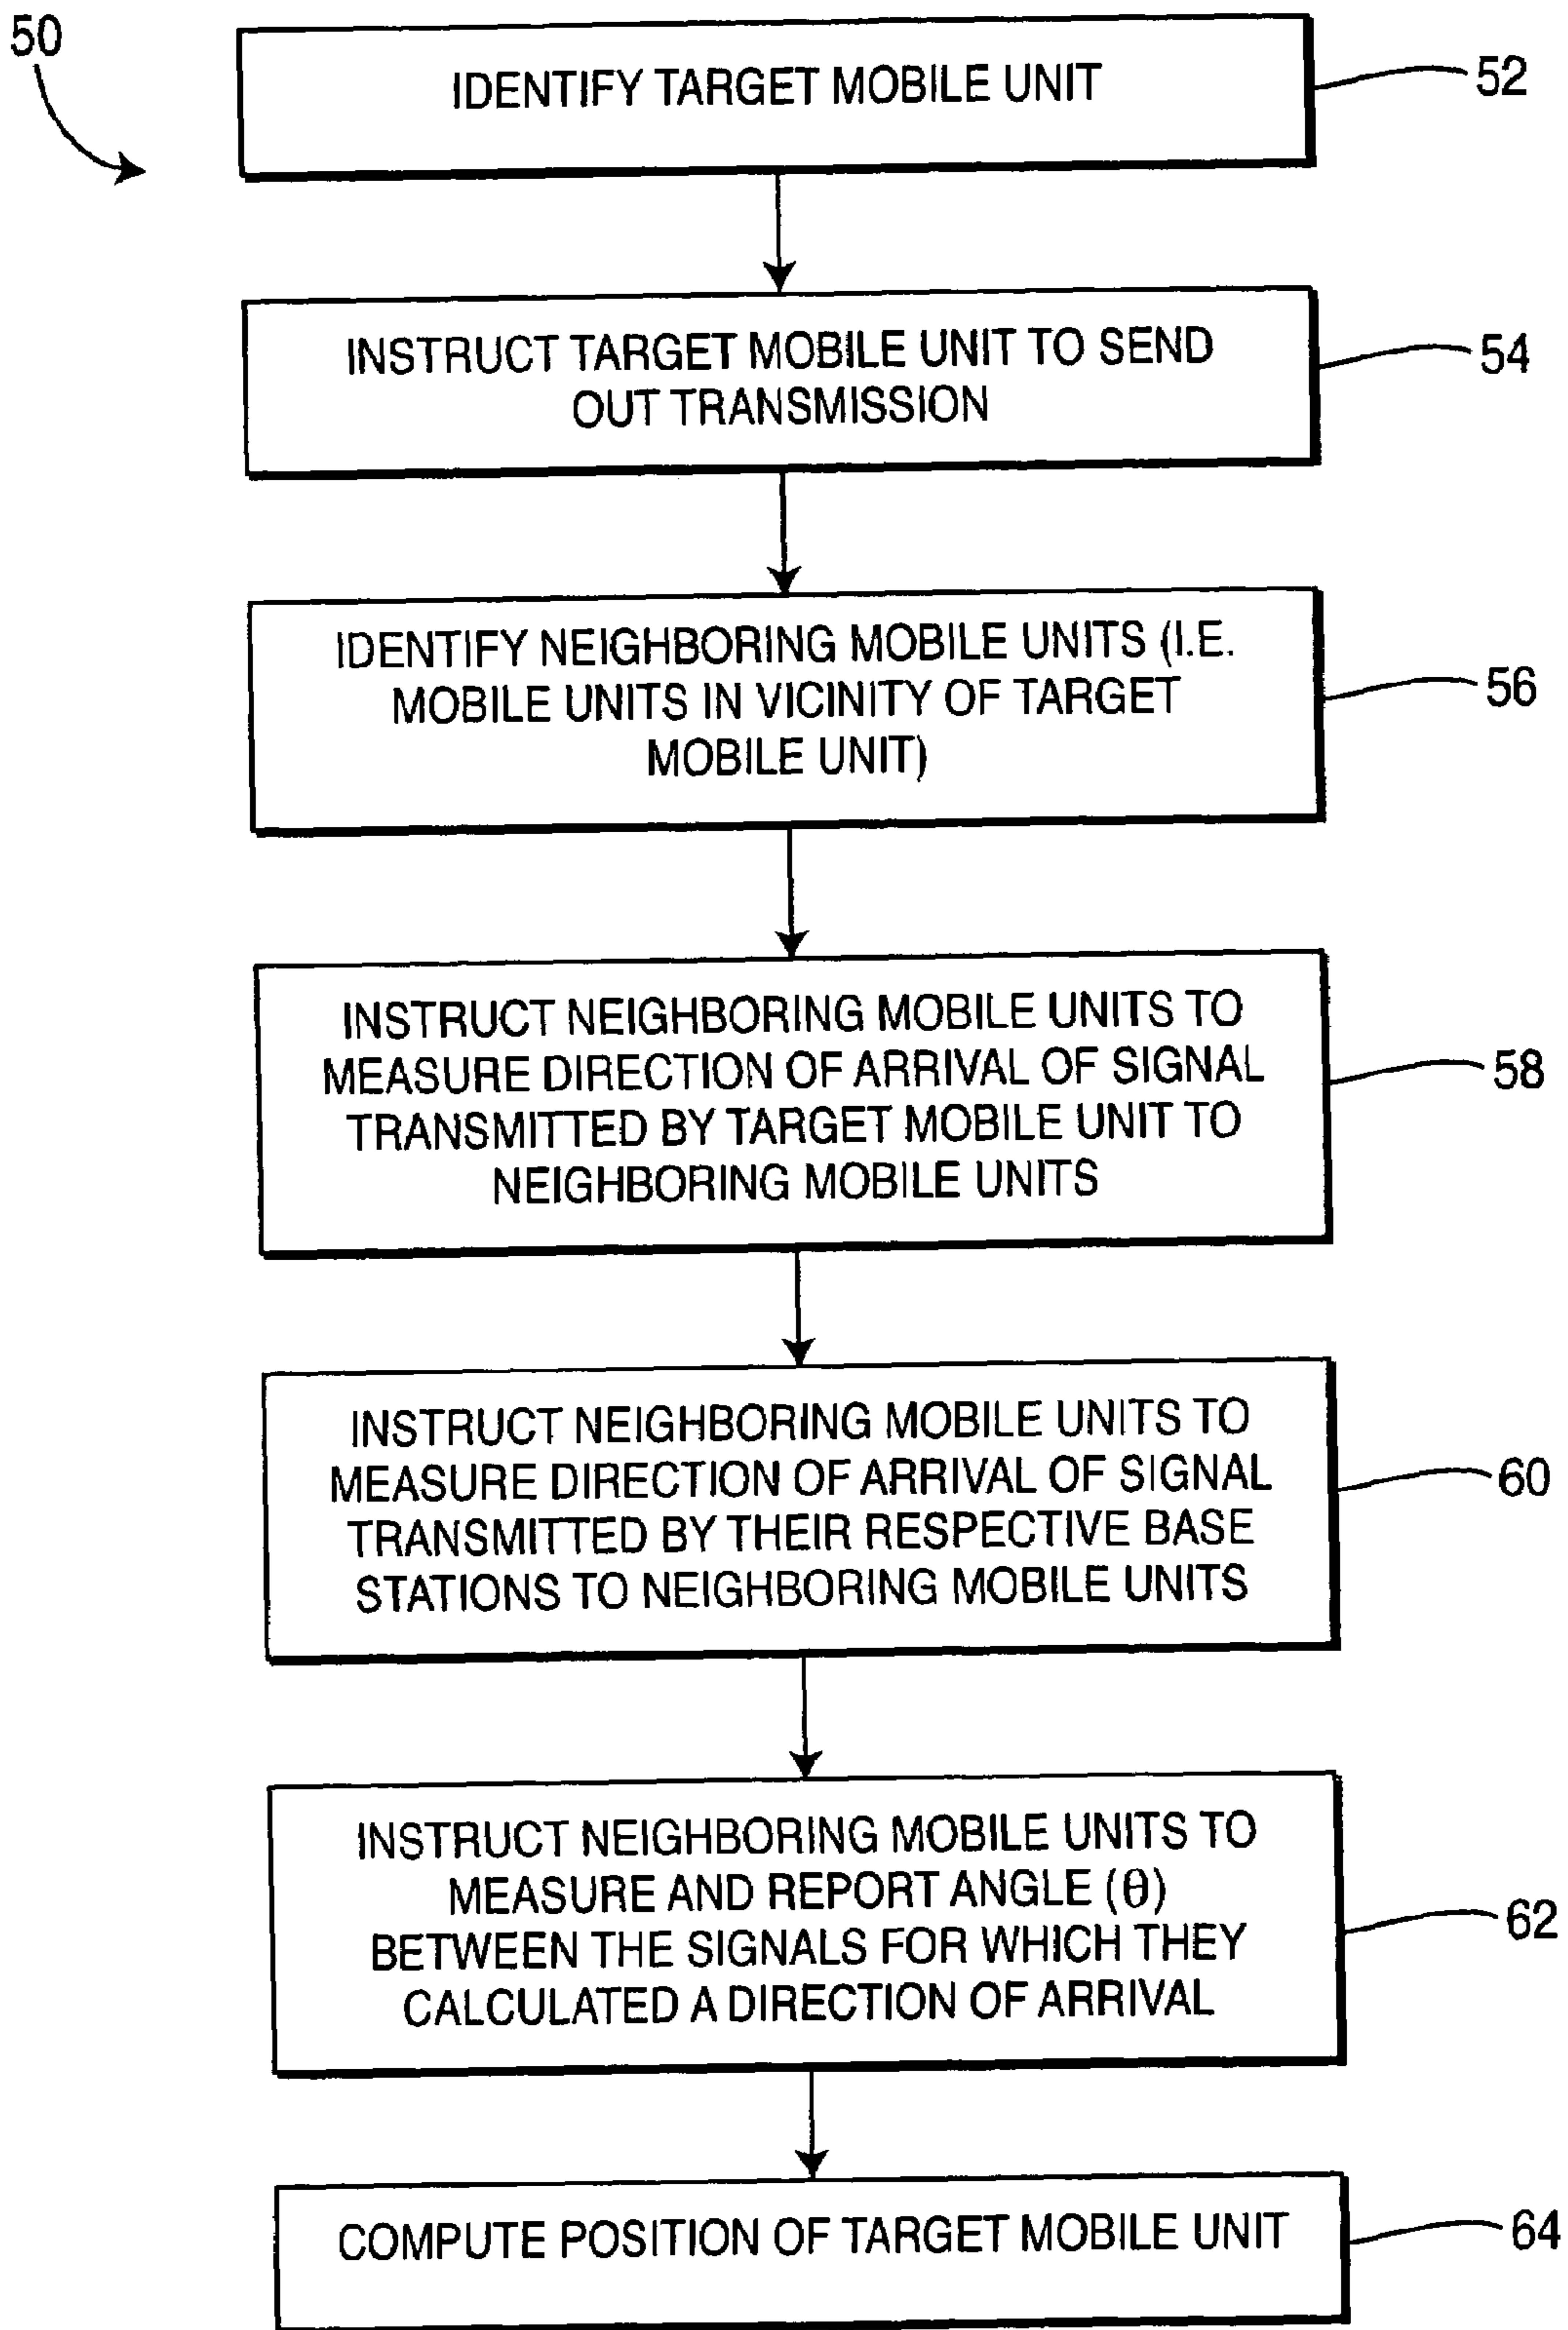 50
IDENTIFY TARGET MOBILE UNIT
52
INSTRUCT TARGET MOBILE UNIT TO SEND
OUT TRANSMISSION
54
IDENTIFY NEIGHBORING MOBILE UNITS (I.E.
MOBILE UNITS IN VICINITY OF TARGET
MOBILE UNIT)
56
INSTRUCT NEIGHBORING MOBILE UNITS TO
MEASURE DIRECTION OF ARRIVAL OF SIGNAL
TRANSMITTED BY TARGET MOBILE UNIT TO
NEIGHBORING MOBILE UNITS
58
INSTRUCT NEIGHBORING MOBILE UNITS TO
MEASURE DIRECTION OF ARRIVAL OF SIGNAL
TRANSMITTED BY THEIR RESPECTIVE BASE
STATIONS TO NEIGHBORING MOBILE UNITS
60
INSTRUCT NEIGHBORING MOBILE UNITS TO
MEASURE AND REPORT ANGLE (θ)
BETWEEN THE SIGNALS FOR WHICH THEY
CALCULATED A DIRECTION OF ARRIVAL
62
COMPUTE POSITION OF TARGET MOBILE UNIT
64